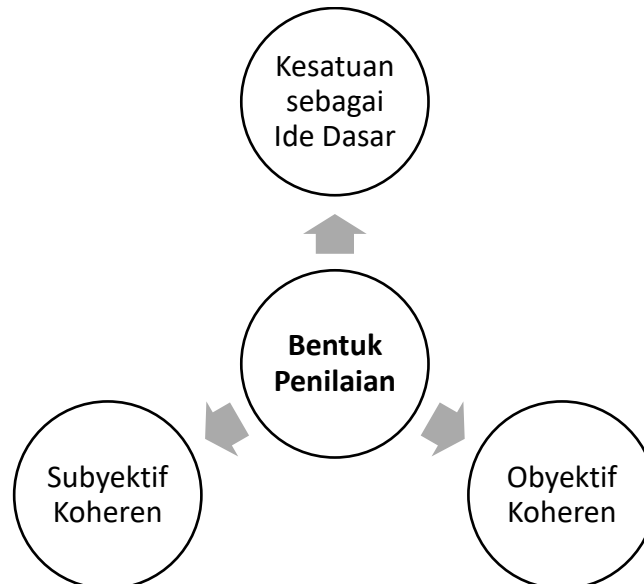 Kesatuan
sebagai
Ide Dasar
Bentuk
Penilaian
Subyektif
Koheren
Obyektif
Koheren